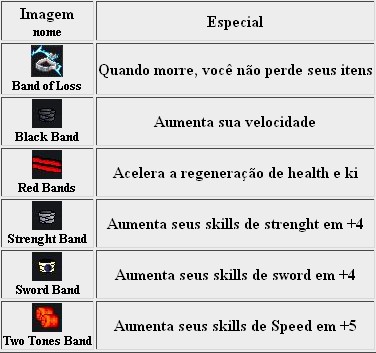 Imagem
nome
Especial
Band of Loss
Quando morre, você não perde seus itens
Black Band
Aumenta sua velocidade
Red Bands
Acelera a regeneração de health e ki
Strenght Band
Aumenta seus skills de strenght em +4
Sword Band
Aumenta seus skills de sword em +4
Two Tones Band
Aumenta seus skills de Speed em +5